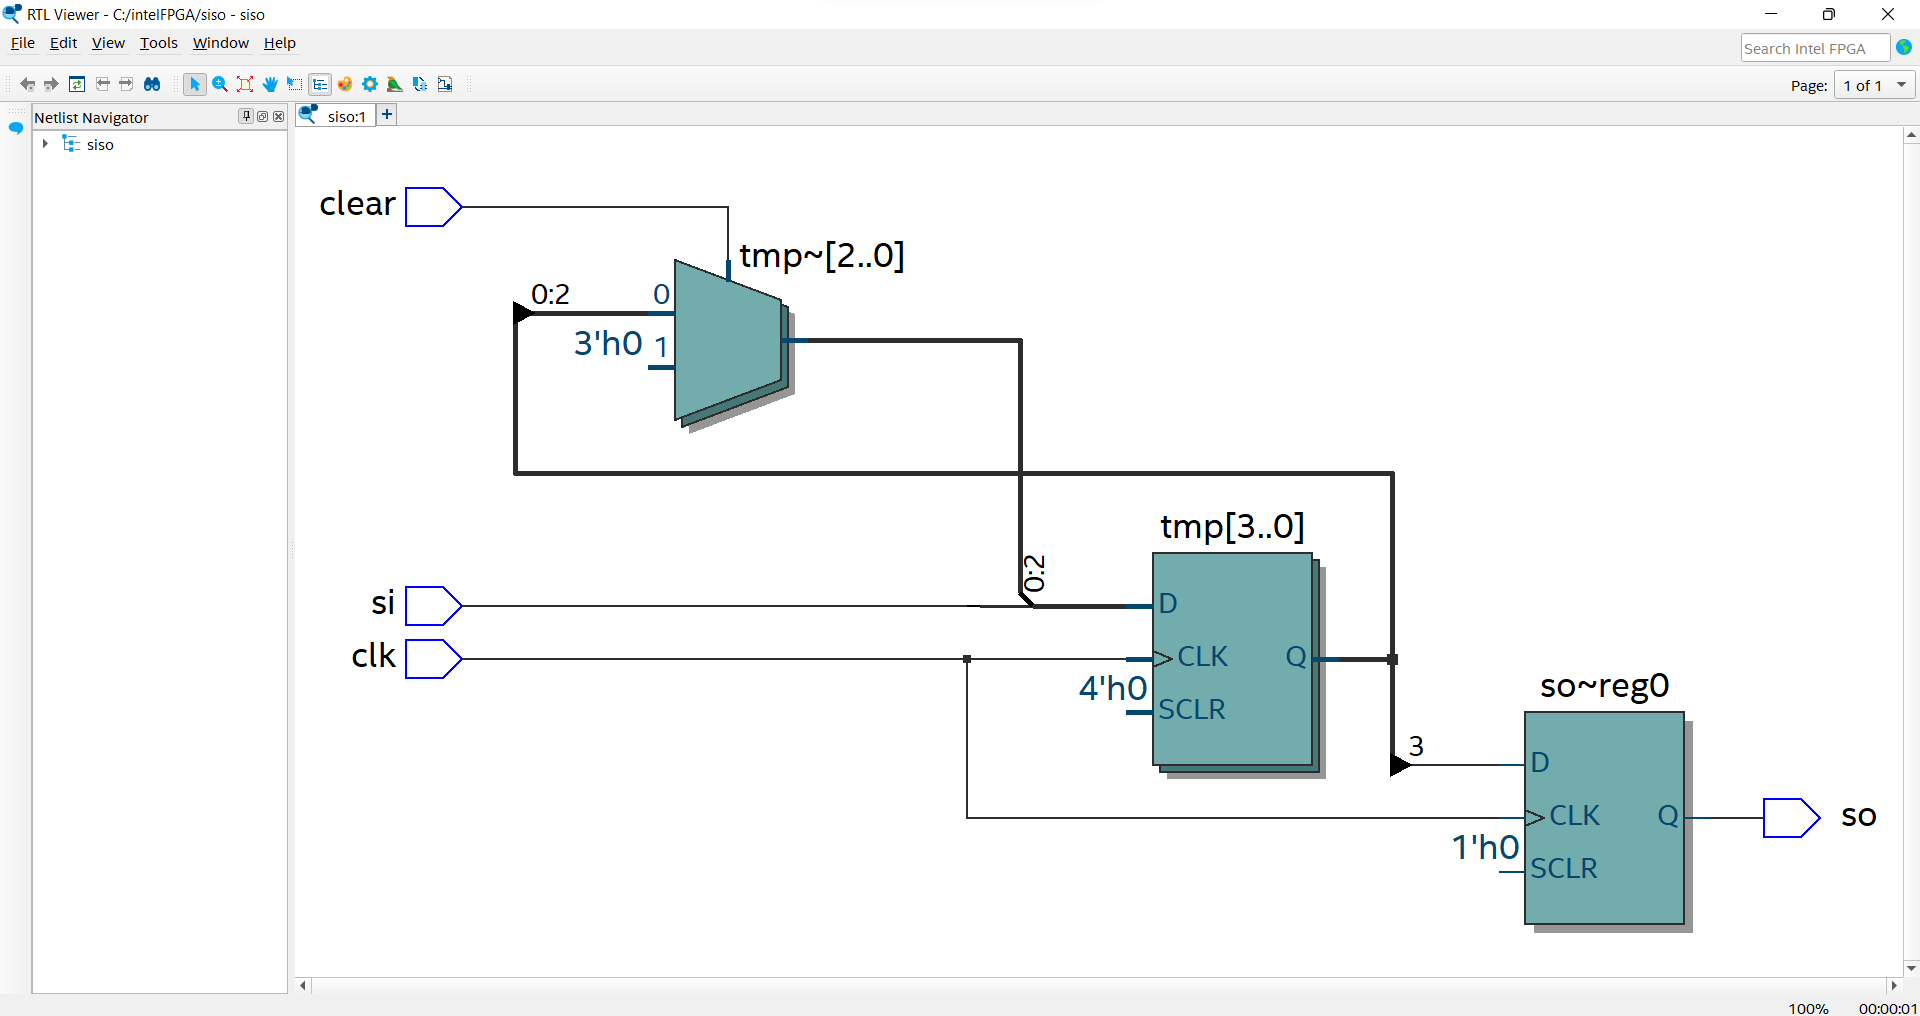 RTL Viewer - C:/intelFPGA/siso - siso
File Edit View Tools Window Help
Search Intel FPGA
Page: 1 of 1
Netlist Navigator
siso:1
+
siso
clear
tmp~[2..0]
0:2
0
3'h0
1
tmp[3..0]
0:2
si
D
clk
CLK
Q
4'h0
SCLR
so~reg0
3
D
CLK
Q
so
1'h0
SCLR
100%
00:00:01